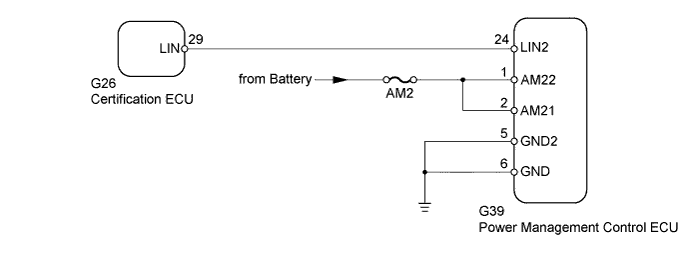 LIN 29
24 LIN2
G26
Certification ECU
from Battery
AM2
1 AM22
2 AM21
5 GND2
6 GND
G39
Power Management Control ECU